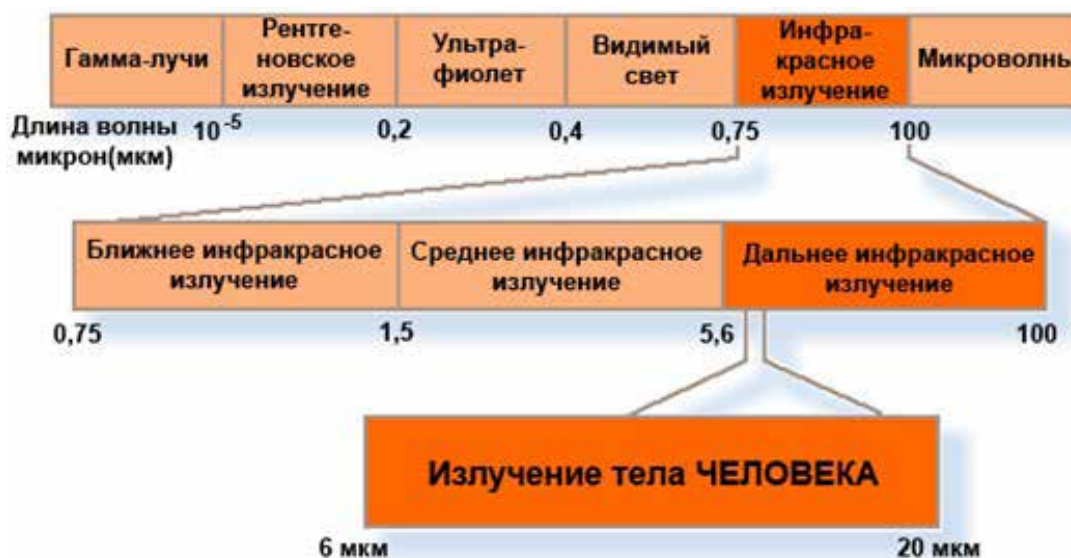 Гамма-лучи
Рентге-
новское
излучение
Ультра-
фиолет
Видимый
свет
Инфра-
красное
излучение
Микроволны
Длина волны
микрон(мкм)
10⁻⁵
0,2
0,4
0,75
100
Ближнее инфракрасное
излучение
Среднее инфракрасное
излучение
Дальнее инфракрасное
излучение
0,75
1,5
5,6
100
Излучение тела ЧЕЛОВЕКА
6 мкм
20 мкм